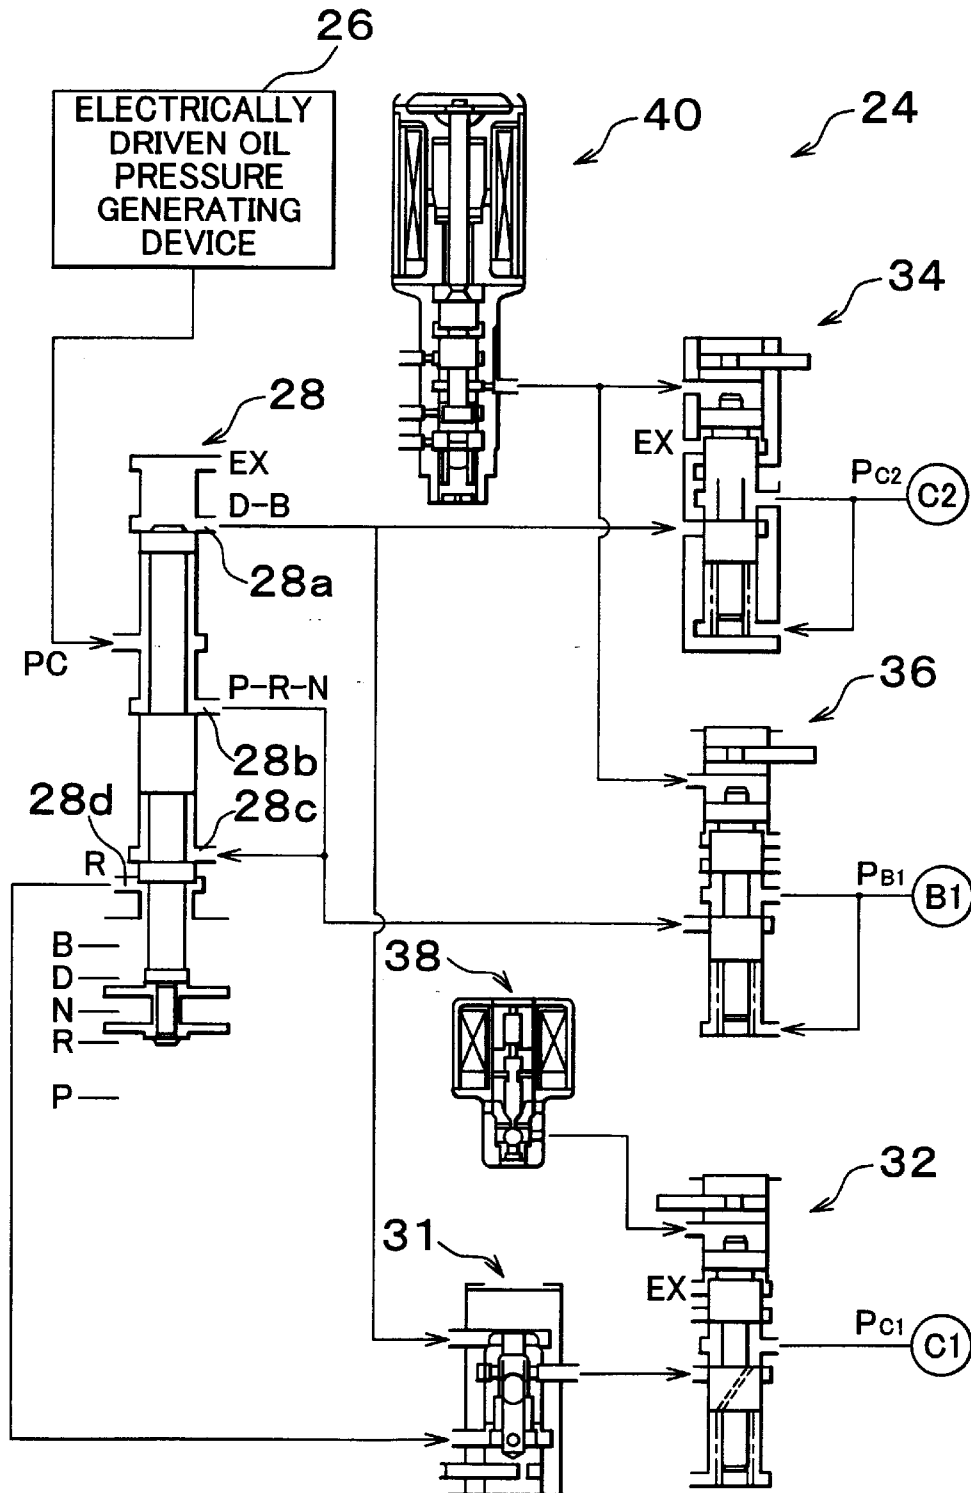 26
ELECTRICALLY
DRIVEN OIL
PRESSURE
GENERATING
DEVICE
40
24
34
28
EX
EX
D-B
PC2
C2
28a
PC
P-R-N
36
28b
28d
28c
R
PB1
B1
B
D
38
N
R
P
32
31
EX
PC1
C1